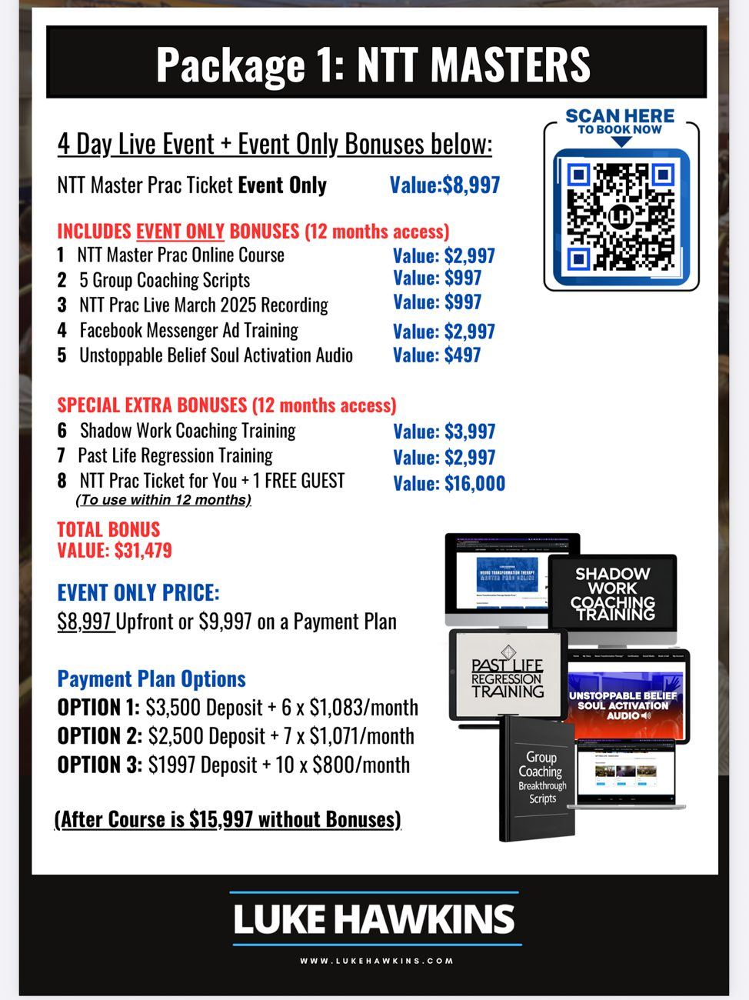 Package 1: NTT MASTERS
SCAN HERE
TO BOOK NOW
LH
4 Day Live Event + Event Only Bonuses below:
NTT Master Prac Ticket Event Only Value:$8,997
INCLUDES EVENT ONLY BONUSES (12 months access)
1 NTT Master Prac Online Course Value: $2,997
2 5 Group Coaching Scripts Value: $997
3 NTT Prac Live March 2025 Recording Value: $997
4 Facebook Messenger Ad Training Value: $2,997
5 Unstoppable Belief Soul Activation Audio Value: $497
SPECIAL EXTRA BONUSES (12 months access)
6 Shadow Work Coaching Training Value: $3,997
7 Past Life Regression Training Value: $2,997
8 NTT Prac Ticket for You + 1 FREE GUEST Value: $16,000
(To use within 12 months)
TOTAL BONUS
VALUE: $31,479
EVENT ONLY PRICE:
$8,997 Upfront or $9,997 on a Payment Plan
Payment Plan Options
OPTION 1: $3,500 Deposit + 6 x $1,083/month
OPTION 2: $2,500 Deposit + 7 x $1,071/month
OPTION 3: $1997 Deposit + 10 x $800/month
(After Course is $15,997 without Bonuses)
NEURO TRANSFORMATION THERAPY
MASTER PRAC ONLINE
SHADOW
WORK
COACHING
TRAINING
PAST LIFE
REGRESSION
TRAINING
UNSTOPPABLE BELIEF
SOUL ACTIVATION
AUDIO
Group
Coaching
Breakthrough
Scripts
LUKE HAWKINS
WWW.LUKEHAWKINS.COM